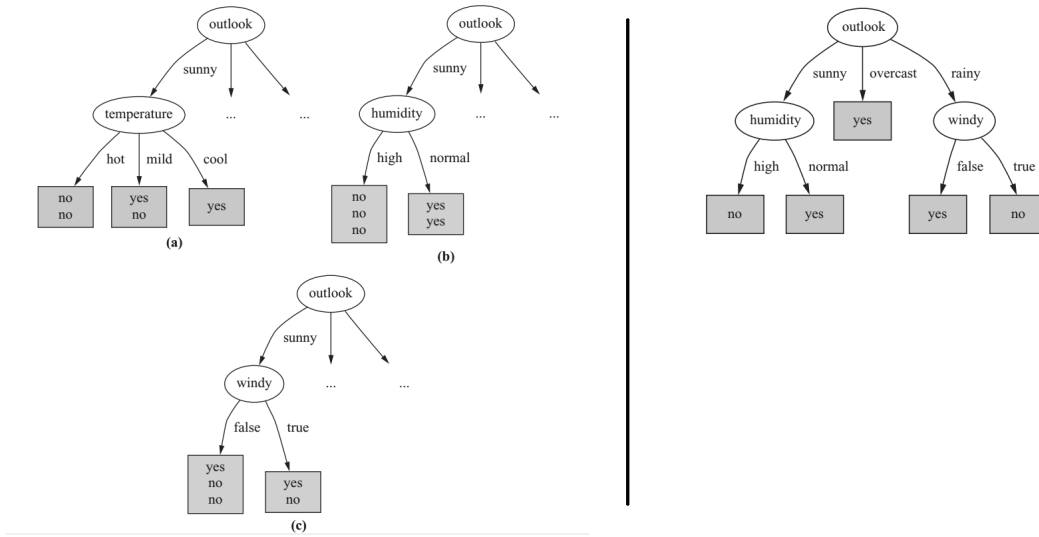 outlook
sunny
temperature
...
...
hot
mild
cool
no
no
yes
no
yes
(a)
outlook
sunny
humidity
...
...
high
normal
no
no
no
yes
yes
(b)
outlook
sunny
windy
...
...
false
true
yes
no
no
yes
no
(c)
outlook
sunny
overcast
rainy
humidity
yes
windy
high
normal
false
true
no
yes
yes
no